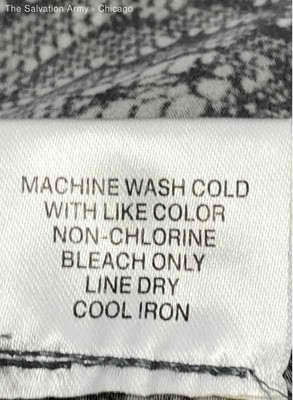 The Salvation Army - Chicago
MACHINE WASH COLD
WITH LIKE COLOR
NON-CHLORINE
BLEACH ONLY
LINE DRY
COOL IRON